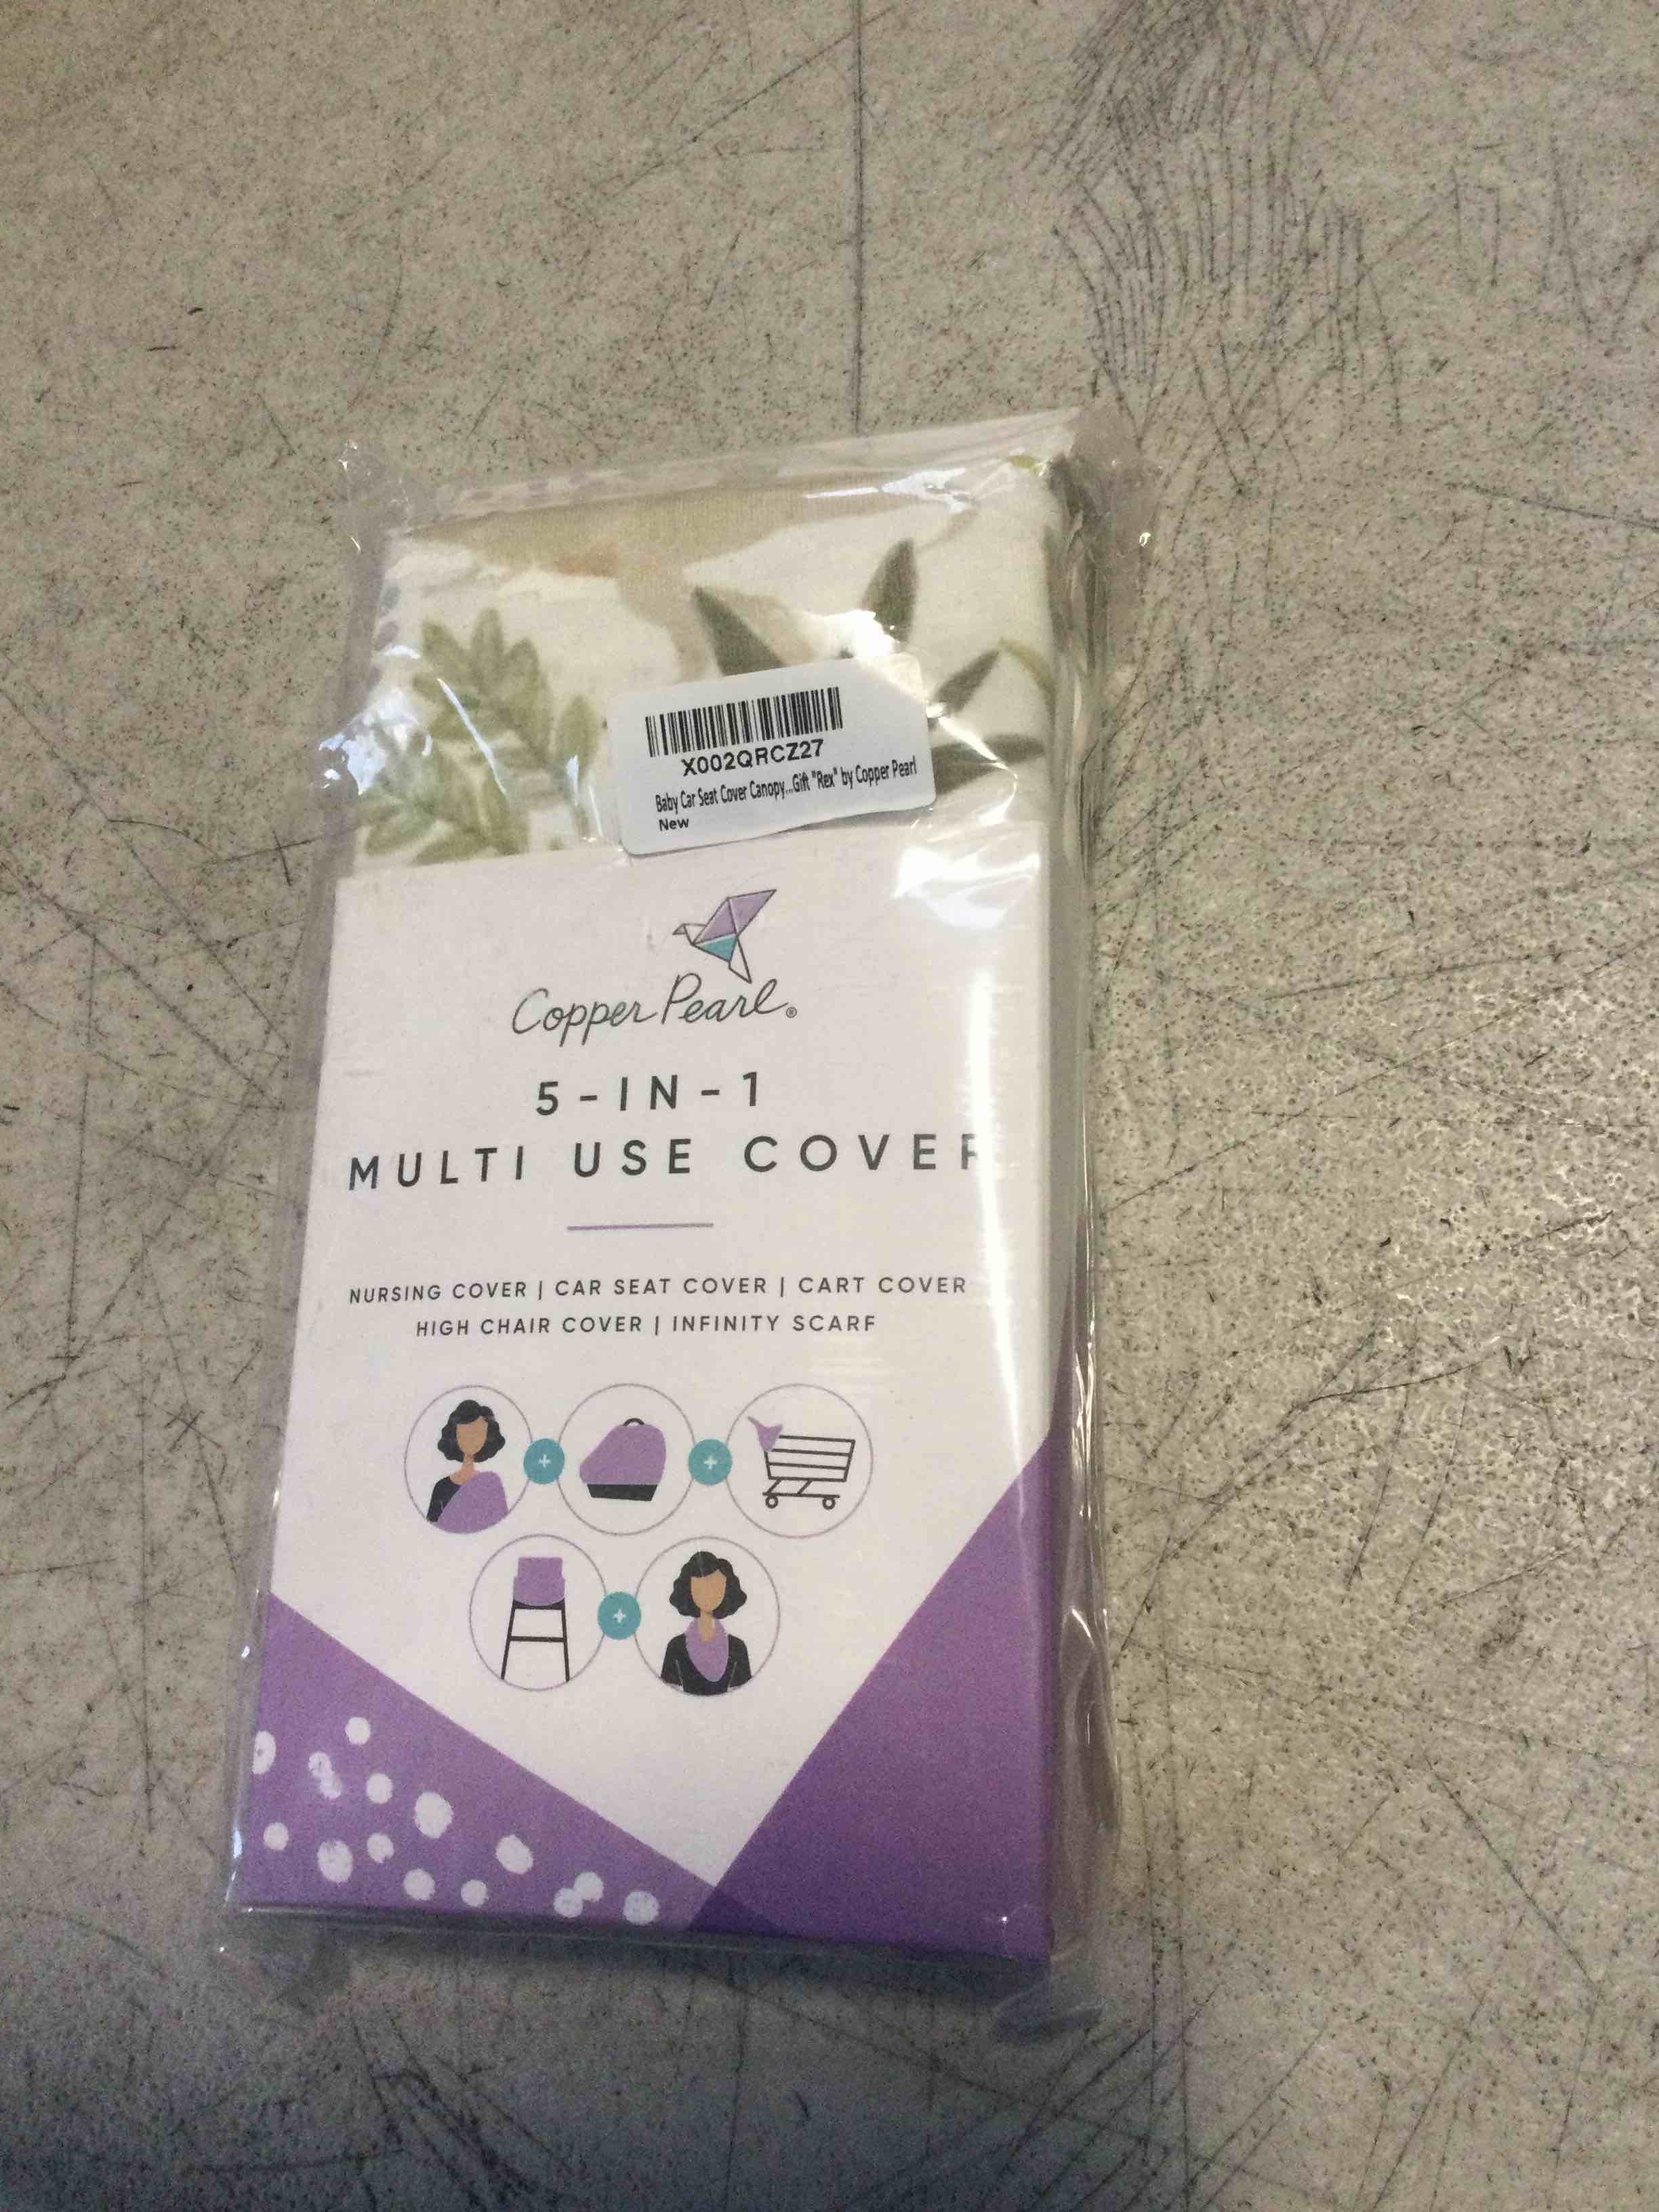 X002QRCZ27
Baby Car Seat Cover Canopy...Gift "Rex" by Copper Pearl
New
Copper Pearl®
5-IN-1
MULTI USE COVER
NURSING COVER | CAR SEAT COVER | CART COVER
HIGH CHAIR COVER | INFINITY SCARF